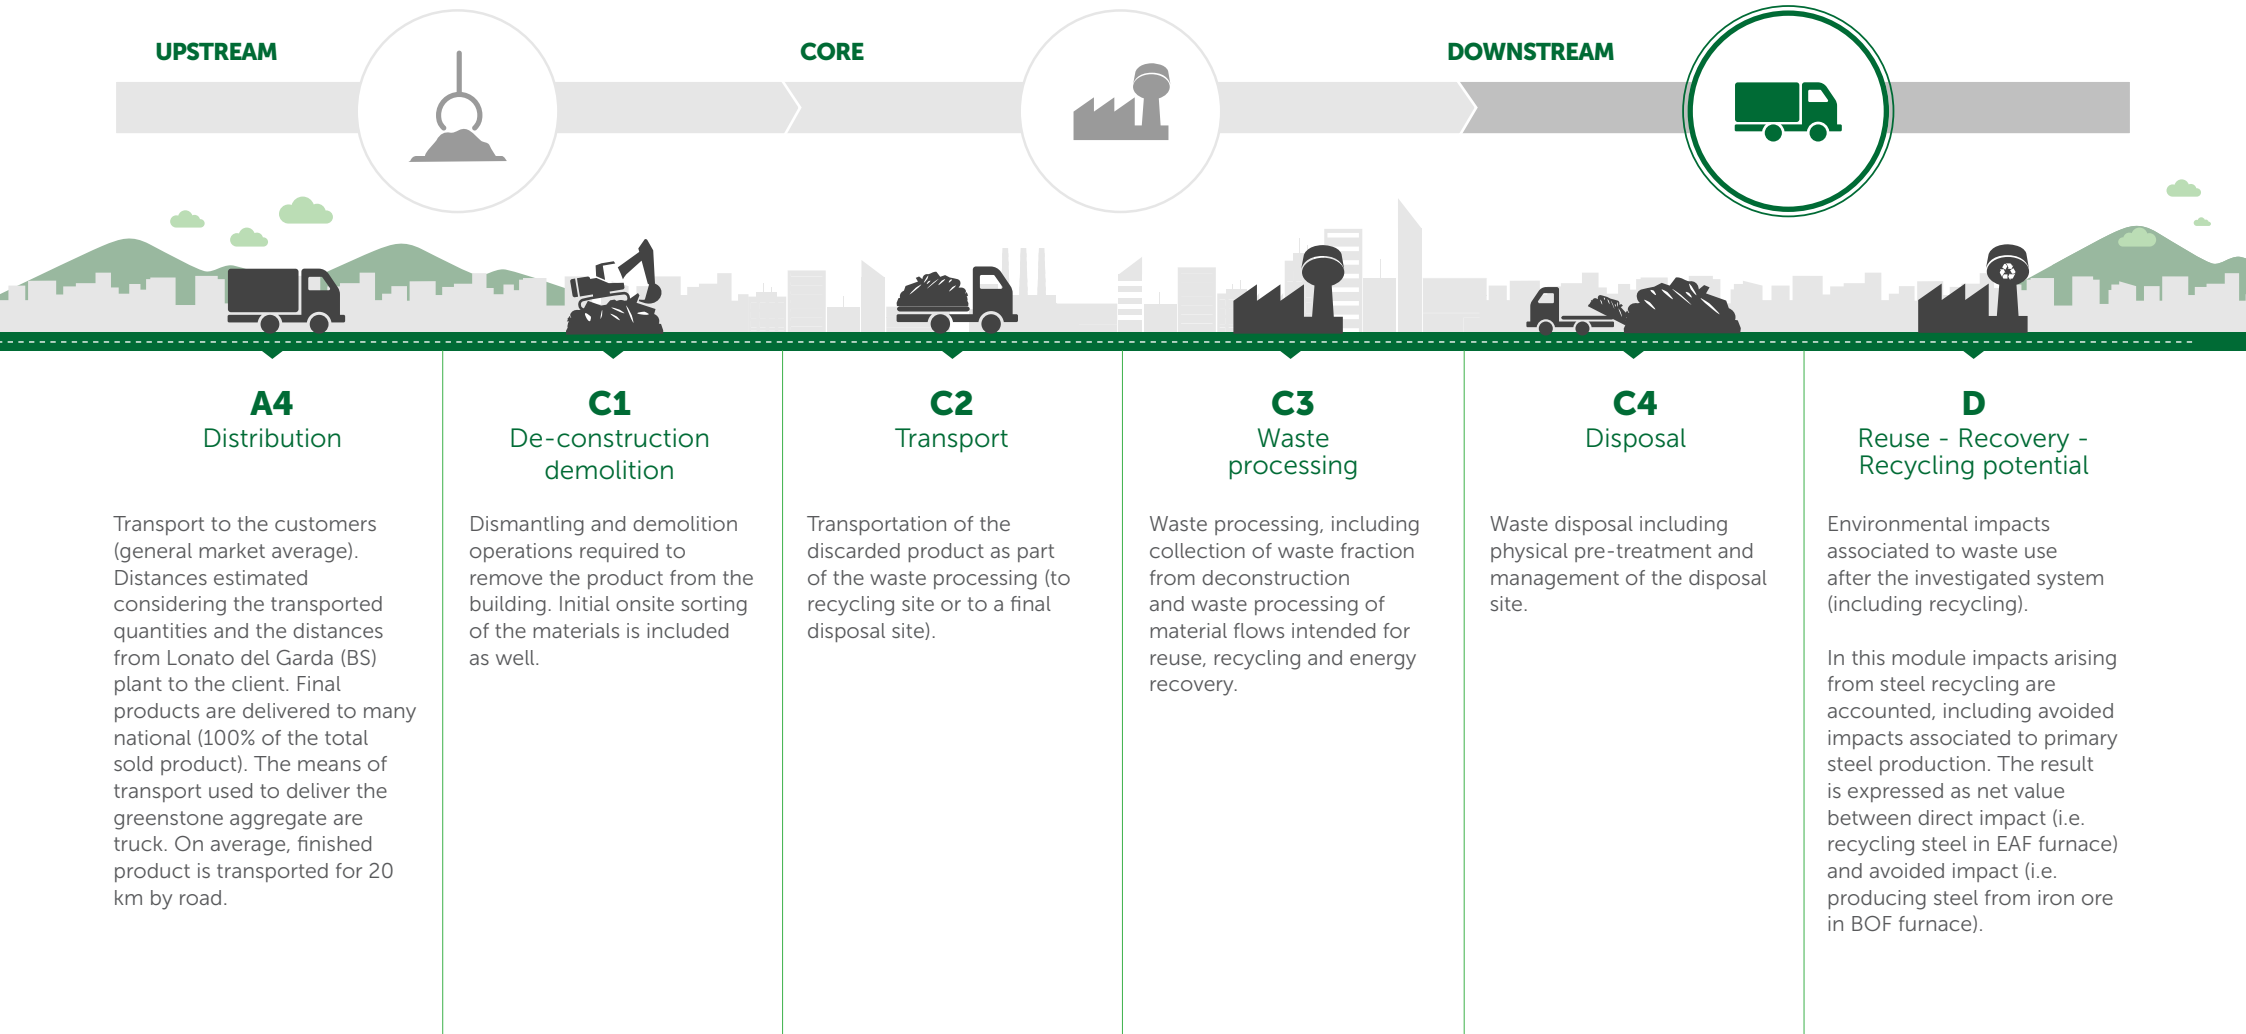 UPSTREAM
CORE
DOWNSTREAM
A4
Distribution
Transport to the customers
(general market average).
Distances estimated
considering the transported
quantities and the distances
from Lonato del Garda (BS)
plant to the client. Final
products are delivered to many
national (100% of the total
sold product). The means of
transport used to deliver the
greenstone aggregate are
truck. On average, finished
product is transported for 20
km by road.
C1
De-construction
demolition
Dismantling and demolition
operations required to
remove the product from the
building. Initial onsite sorting
of the materials is included
as well.
C2
Transport
Transportation of the
discarded product as part
of the waste processing (to
recycling site or to a final
disposal site).
C3
Waste
processing
Waste processing, including
collection of waste fraction
from deconstruction
and waste processing of
material flows intended for
reuse, recycling and energy
recovery.
C4
Disposal
Waste disposal including
physical pre-treatment and
management of the disposal
site.
D
Reuse - Recovery -
Recycling potential
Environmental impacts
associated to waste use
after the investigated system
(including recycling).
In this module impacts arising
from steel recycling are
accounted, including avoided
impacts associated to primary
steel production. The result
is expressed as net value
between direct impact (i.e.
recycling steel in EAF furnace)
and avoided impact (i.e.
producing steel from iron ore
in BOF furnace).